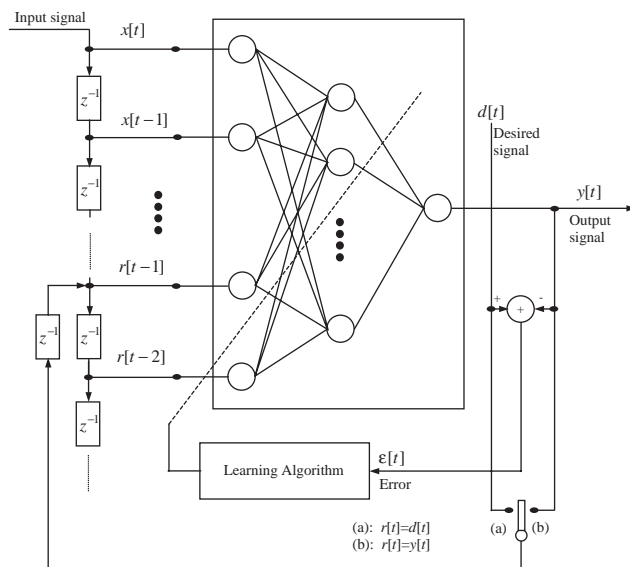 Input signal
x[t]
z⁻¹
x[t−1]
z⁻¹
d[t]
Desired
signal
y[t]
Output
signal
r[t−1]
z⁻¹
z⁻¹
+
+
-
r[t−2]
z⁻¹
Learning Algorithm
ε[t]
Error
(a): r[t]=d[t]
(b): r[t]=y[t]
(a)
(b)